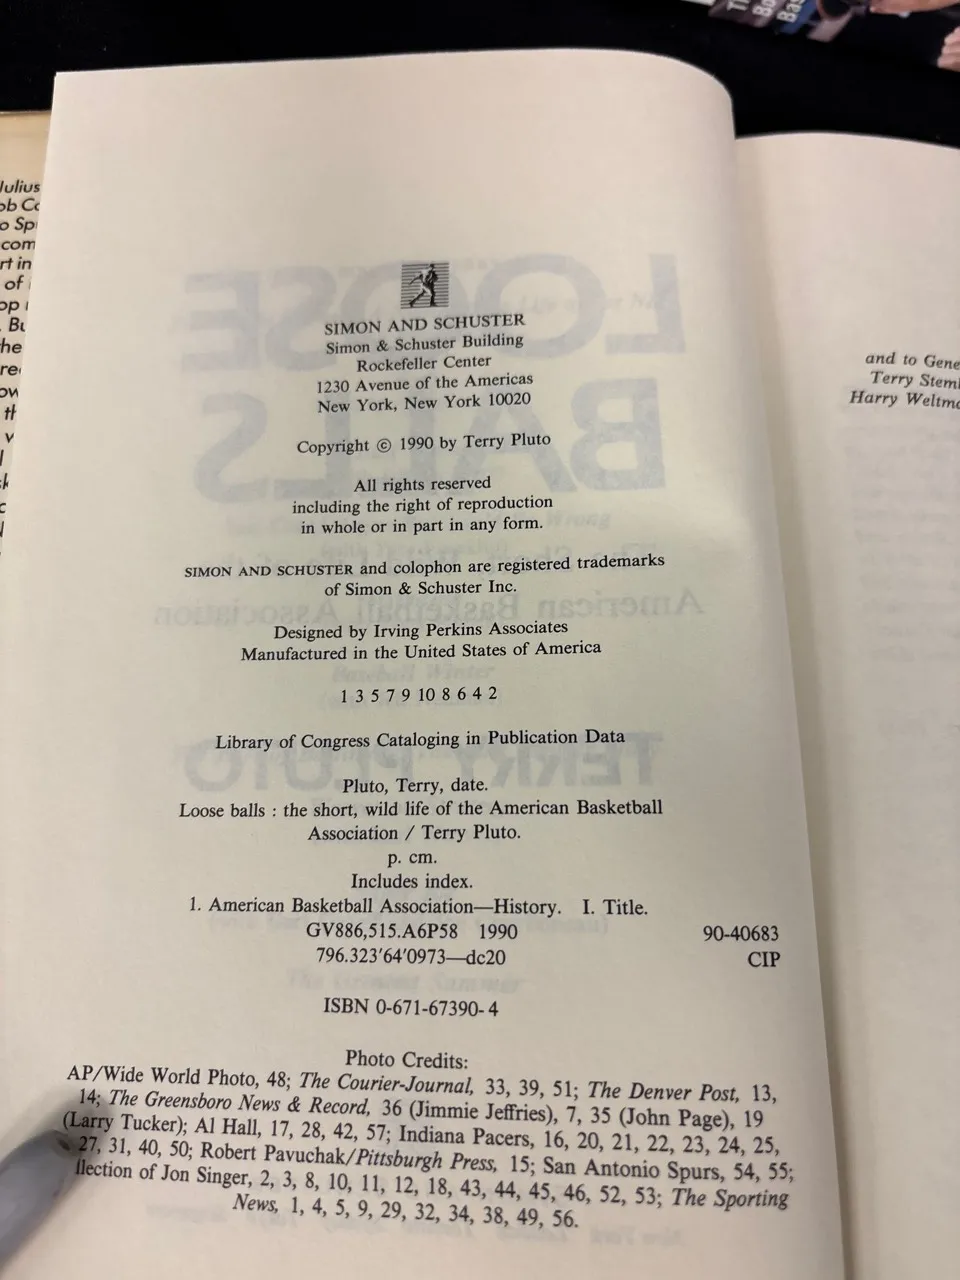 SIMON AND SCHUSTER
Simon & Schuster Building
Rockefeller Center
1230 Avenue of the Americas
New York, New York 10020
Copyright © 1990 by Terry Pluto
All rights reserved
including the right of reproduction
in whole or in part in any form.
SIMON AND SCHUSTER and colophon are registered trademarks
of Simon & Schuster Inc.
Designed by Irving Perkins Associates
Manufactured in the United States of America
1 3 5 7 9 10 8 6 4 2
Library of Congress Cataloging in Publication Data
Pluto, Terry, date.
Loose balls : the short, wild life of the American Basketball
Association / Terry Pluto.
p. cm.
Includes index.
1. American Basketball Association—History. I. Title.
GV886,515.A6P58 1990 90-40683
796.323′64′0973—dc20 CIP
ISBN 0-671-67390-4
Photo Credits:
AP/Wide World Photo, 48; The Courier-Journal, 33, 39, 51; The Denver Post, 13,
14; The Greensboro News & Record, 36 (Jimmie Jeffries), 7, 35 (John Page), 19
(Larry Tucker); Al Hall, 17, 28, 42, 57; Indiana Pacers, 16, 20, 21, 22, 23, 24, 25,
27, 31, 40, 50; Robert Pavuchak/Pittsburgh Press, 15; San Antonio Spurs, 54, 55;
llection of Jon Singer, 2, 3, 8, 10, 11, 12, 18, 43, 44, 45, 46, 52, 53; The Sporting
News, 1, 4, 5, 9, 29, 32, 34, 38, 49, 56.
and to Gene
Terry Stem
Harry Weltm